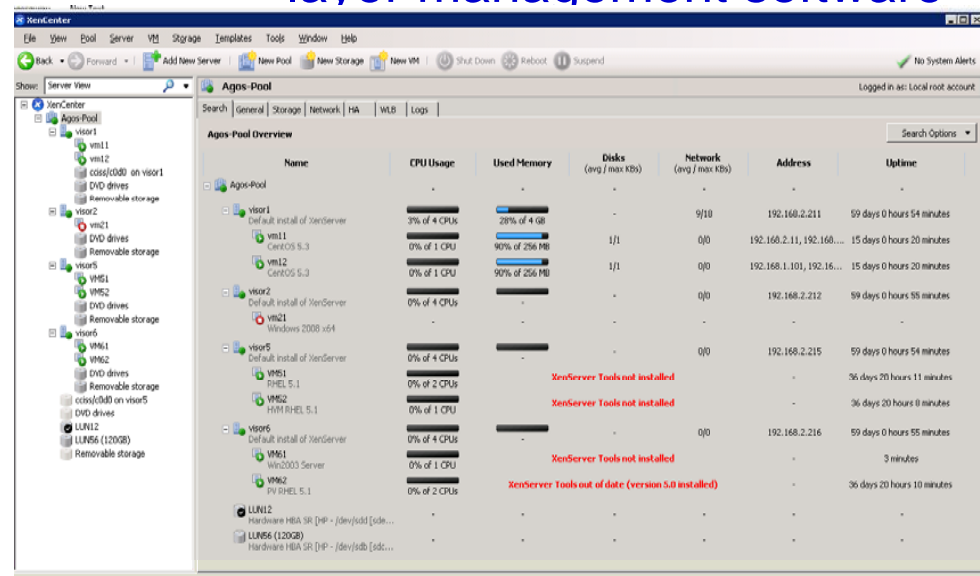 layer management software
XenCenter
File View Pool Server VM Storage Templates Tools Window Help
Back Forward Add New Server New Pool New Storage New VM Shut Down Reboot Suspend No System Alerts
Show: Server View Agos-Pool Logged in as: Local root account
XenCenter
Agos-Pool
visor1
vm11
vm12
cciss/c0d0 on visor1
DVD drives
Removable storage
visor2
vm21
DVD drives
Removable storage
visor5
VM51
VM52
DVD drives
Removable storage
visor6
VM61
VM62
DVD drives
Removable storage
cciss/c0d0 on visor5
DVD drives
LUN12
LUN56 (120GB)
Removable storage
Search General Storage Network HA WLB Logs
Agos-Pool Overview Search Options
Name CPU Usage Used Memory Disks Network Address Uptime
(avg / max KBs) (avg / max KBs)
Agos-Pool - - - - - -
visor1 - 9/10 192.168.2.211 59 days 0 hours 54 minutes
Default install of XenServer 3% of 4 CPUs 28% of 4 GB
vm11 1/1 0/0 192.168.2.11, 192.168.... 15 days 0 hours 20 minutes
CentOS 5.3 0% of 1 CPU 90% of 256 MB
vm12 1/1 0/0 192.168.1.101, 192.16... 15 days 0 hours 20 minutes
CentOS 5.3 0% of 1 CPU 90% of 256 MB
visor2 - 0/0 192.168.2.212 59 days 0 hours 55 minutes
Default install of XenServer 0% of 4 CPUs -
vm21 - - - - - -
Windows 2008 x64
visor5 - 0/0 192.168.2.215 59 days 0 hours 54 minutes
Default install of XenServer 0% of 4 CPUs -
VM51 XenServer Tools not installed - 36 days 20 hours 11 minutes
RHEL 5.1 0% of 2 CPUs
VM52 XenServer Tools not installed - 36 days 20 hours 8 minutes
HVM RHEL 5.1 0% of 1 CPU
visor6 - 0/0 192.168.2.216 59 days 0 hours 55 minutes
Default install of XenServer 0% of 4 CPUs -
VM61 XenServer Tools not installed - 3 minutes
Win2003 Server 0% of 1 CPU
VM62 XenServer Tools out of date (version 5.0 installed) - 36 days 20 hours 10 minutes
PV RHEL 5.1 0% of 2 CPUs
LUN12 - - - - - -
Hardware HBA SR [HP - /dev/sdd [sde...
LUN56 (120GB) - - - - - -
Hardware HBA SR [HP - /dev/sdb [sdc...